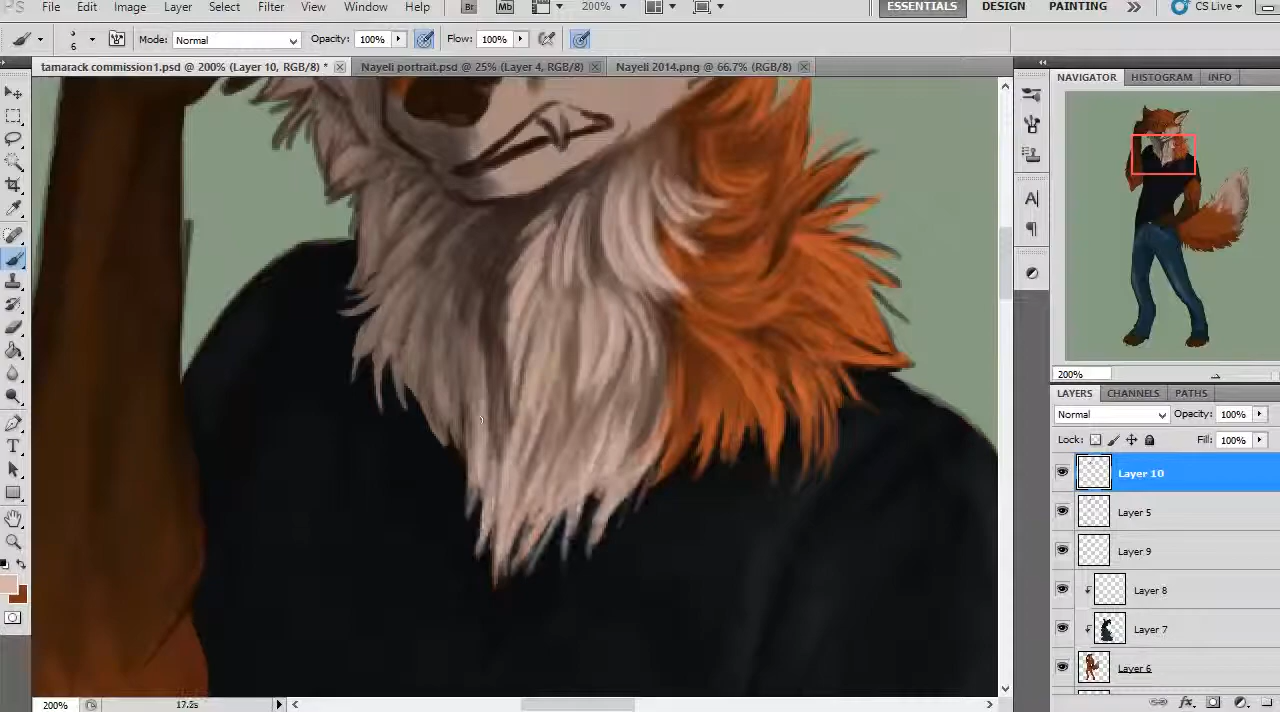 PS File Edit Image Layer Select Filter View Window Help Br Mb 200% ESSENTIALS DESIGN PAINTING CS Live
6 Mode: Normal Opacity: 100% Flow: 100%
tamarack commission1.psd @ 200% (Layer 10, RGB/8) * Nayeli portrait.psd @ 25% (Layer 4, RGB/8) Nayeli 2014.png @ 66.7% (RGB/8)
NAVIGATOR HISTOGRAM INFO
200%
LAYERS CHANNELS PATHS
Normal Opacity: 100%
Lock: Fill: 100%
Layer 10
Layer 5
Layer 9
Layer 8
Layer 7
Layer 6
200% 17.2s